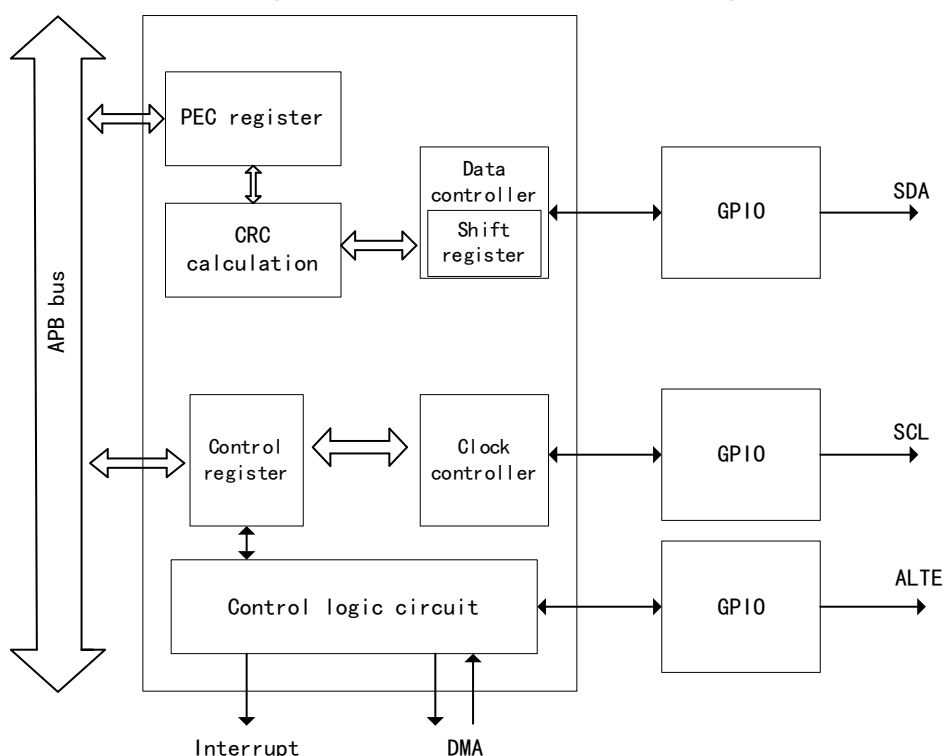 PEC register
Data
controller
SDA
GPIO
Shift
register
CRC
calculation
APB bus
SCL
Control
register
Clock
controller
GPIO
ALTE
Control logic circuit
GPIO
Interrupt
DMA